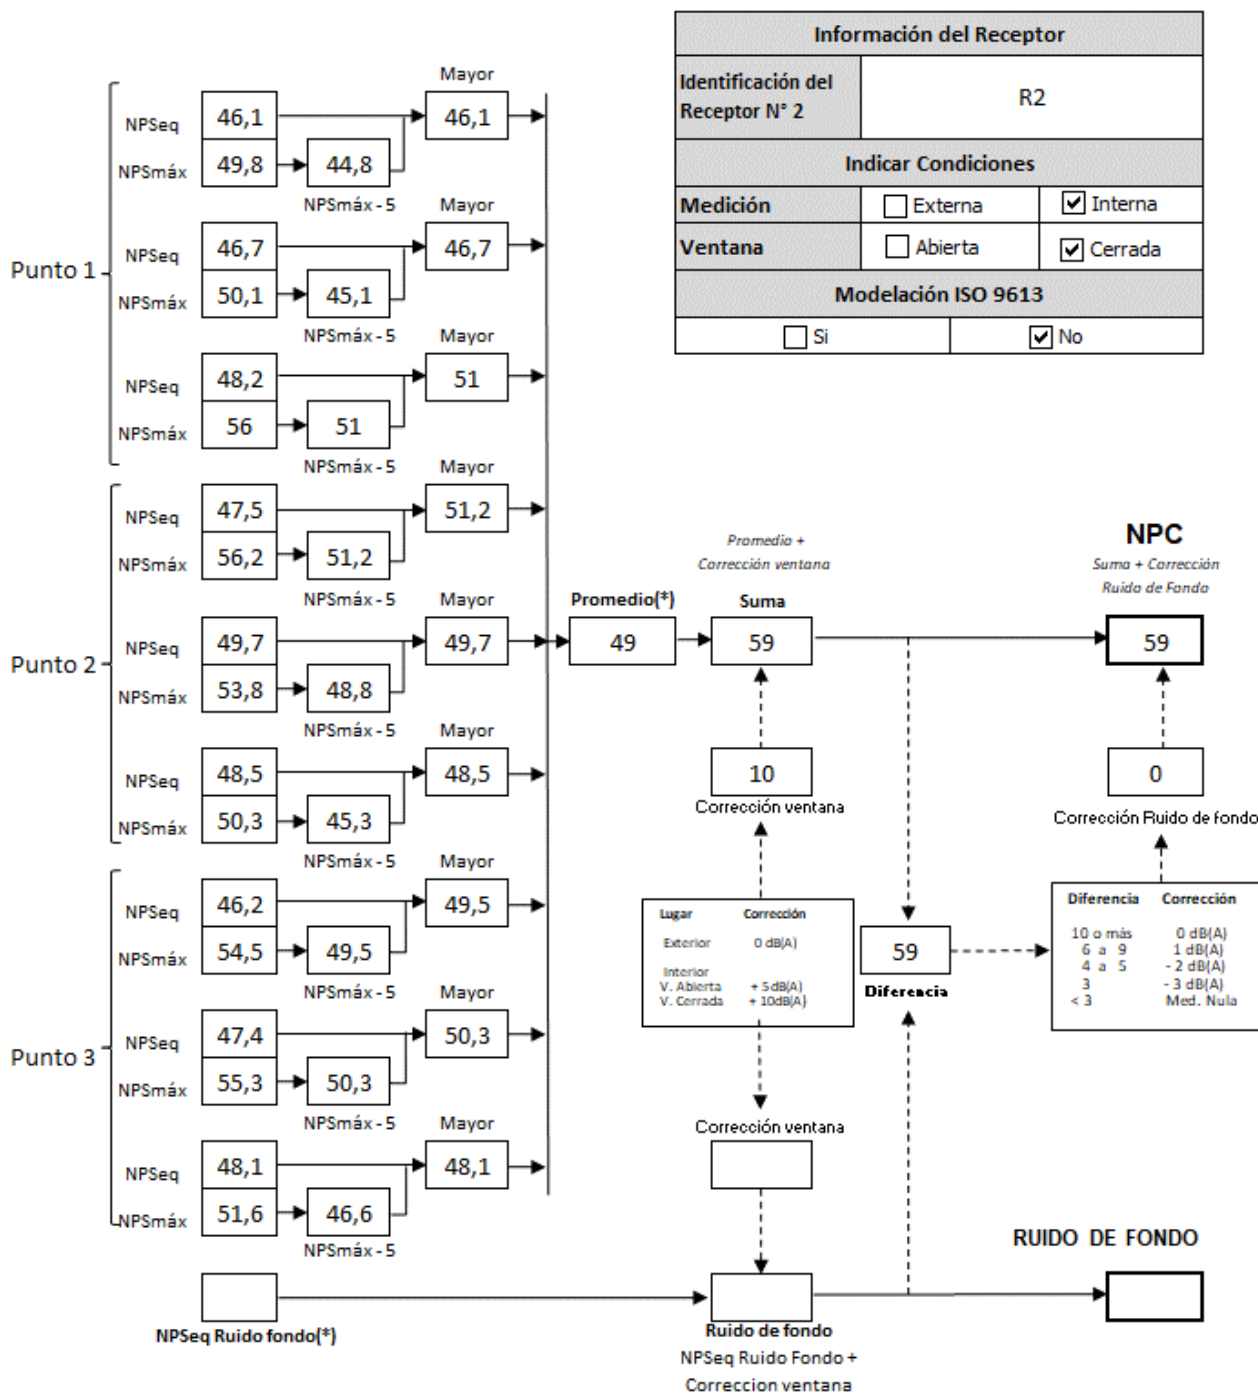 Información del Receptor
Identificación del Receptor N° 2
R2
Indicar Condiciones
Medición Externa Interna
Ventana Abierta Cerrada
Modelación ISO 9613
Si No
Punto 1
Mayor
NPSeq 46,1 46,1
NPSmáx 49,8 44,8
NPSmáx - 5
Mayor
NPSeq 46,7 46,7
NPSmáx 50,1 45,1
NPSmáx - 5
Mayor
NPSeq 48,2 51
NPSmáx 56 51
NPSmáx - 5
Punto 2
Mayor
NPSeq 47,5 51,2
NPSmáx 56,2 51,2
NPSmáx - 5
Mayor
NPSeq 49,7 49,7
NPSmáx 53,8 48,8
NPSmáx - 5
Mayor
NPSeq 48,5 48,5
NPSmáx 50,3 45,3
NPSmáx - 5
Punto 3
Mayor
NPSeq 46,2 49,5
NPSmáx 54,5 49,5
NPSmáx - 5
Mayor
NPSeq 47,4 50,3
NPSmáx 55,3 50,3
NPSmáx - 5
Mayor
NPSeq 48,1 48,1
NPSmáx 51,6 46,6
NPSmáx - 5
NPSeq Ruido fondo(*)
Promedio(*)
49
Promedio +
Corrección ventana
Suma
59
10
Corrección ventana
Lugar Corrección
Exterior 0 dB(A)
Interior
V. Abierta + 5dB(A)
V. Cerrada + 10dB(A)
Corrección ventana
Ruido de fondo
NPSeq Ruido Fondo +
Correccion ventana
59
Diferencia
NPC
Suma + Corrección
Ruido de Fondo
59
0
Corrección Ruido de fondo
Diferencia Corrección
10 o más 0 dB(A)
6 a 9 1 dB(A)
4 a 5 - 2 dB(A)
3 - 3 dB(A)
< 3 Med. Nula
RUIDO DE FONDO